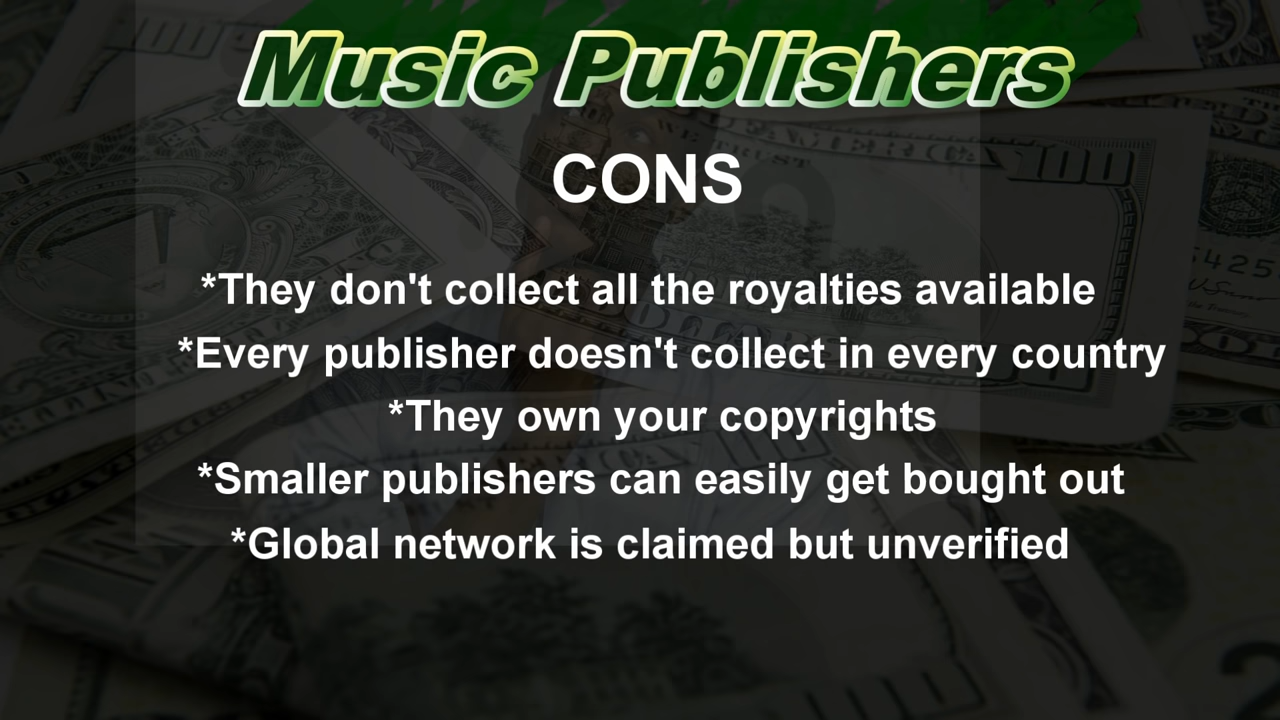 Music Publishers
CONS
*They don't collect all the royalties available
*Every publisher doesn't collect in every country
*They own your copyrights
*Smaller publishers can easily get bought out
*Global network is claimed but unverified